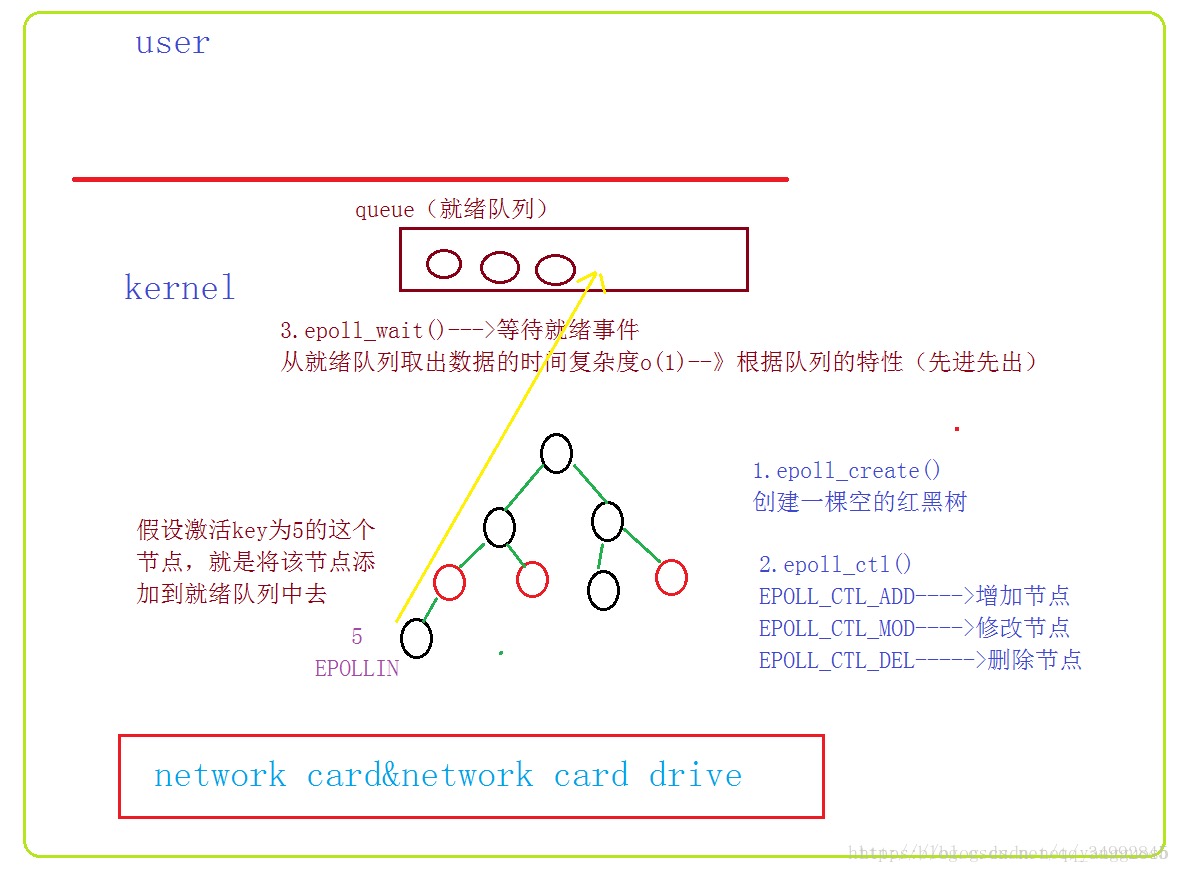 user
queue（就绪队列）
kernel
3.epoll_wait()--->等待就绪事件
从就绪队列取出数据的时间复杂度o(1)--》根据队列的特性（先进先出）
1.epoll_create()
创建一棵空的红黑树
假设激活key为5的这个
节点，就是将该节点添
加到就绪队列中去
2.epoll_ctl()
EPOLL_CTL_ADD---->增加节点
EPOLL_CTL_MOD---->修改节点
EPOLL_CTL_DEL----->删除节点
5
EPOLLIN
network card&network card drive